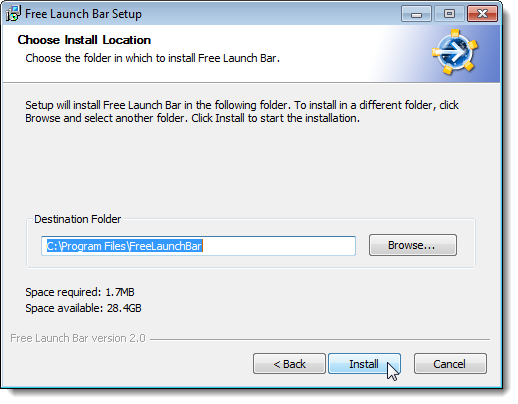 Free Launch Bar Setup
Choose Install Location
Choose the folder in which to install Free Launch Bar.
Setup will install Free Launch Bar in the following folder. To install in a different folder, click
Browse and select another folder. Click Install to start the installation.
Destination Folder
C:\Program Files\FreeLaunchBar
Browse...
Space required: 1.7MB
Space available: 28.4GB
Free Launch Bar version 2.0
< Back
Install
Cancel